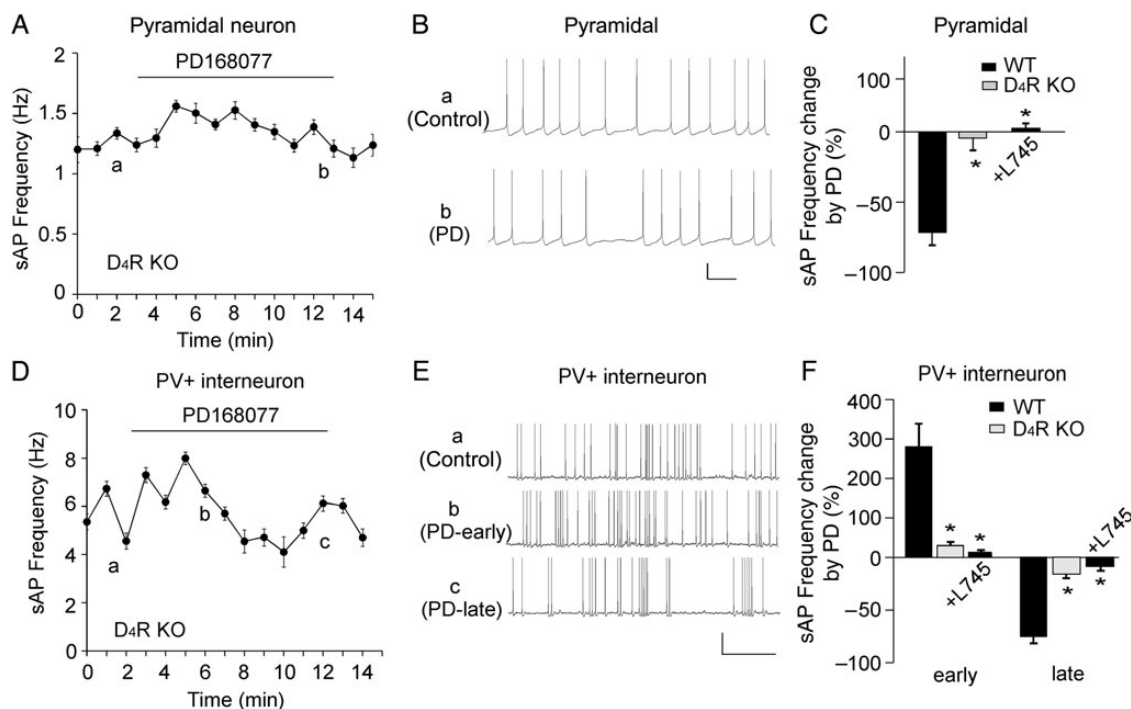 A
Pyramidal neuron
PD168077
sAP Frequency (Hz)
2
1.5
1
0.5
0
a
b
D4R KO
0 2 4 6 8 10 12 14
Time (min)
B
Pyramidal
a
(Control)
b
(PD)
C
Pyramidal
WT
D4R KO
sAP Frequency change
by PD (%)
100
0
−50
−100
*
*
+L745
D
PV+ interneuron
PD168077
sAP Frequency (Hz)
10
8
6
4
2
0
a
b
c
D4R KO
0 2 4 6 8 10 12 14
Time (min)
E
PV+ interneuron
a
(Control)
b
(PD-early)
c
(PD-late)
F
PV+ interneuron
WT
D4R KO
sAP Frequency change
by PD (%)
400
300
200
100
0
−50
−100
* *
+L745
+L745
* *
early late